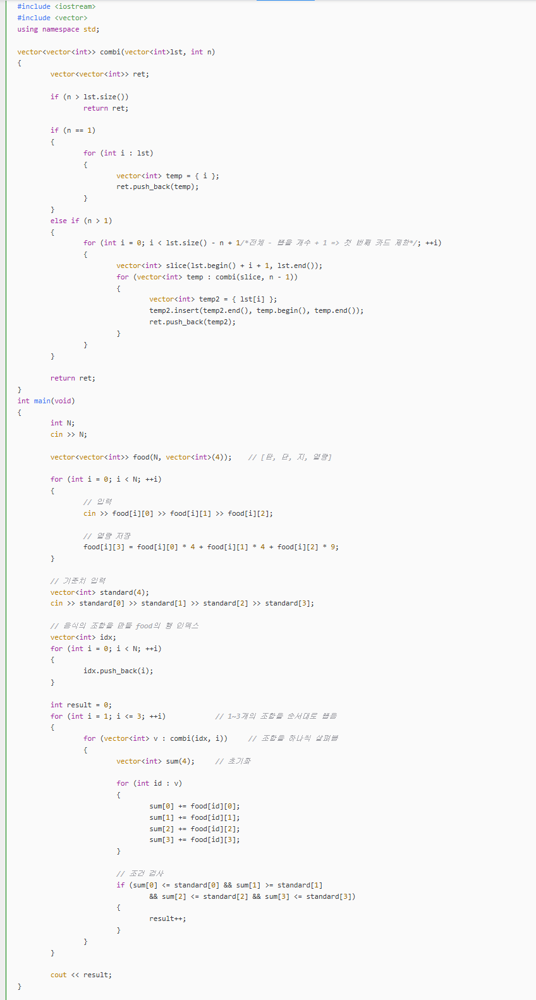 #include <iostream>
#include <vector>
using namespace std;
vector<vector<int>> combi(vector<int>lst, int n)
{
vector<vector<int>> ret;
if (n > lst.size())
return ret;
if (n == 1)
{
for (int i : lst)
{
vector<int> temp = { i };
ret.push_back(temp);
}
}
else if (n > 1)
{
for (int i = 0; i < lst.size() - n + 1/*전체 - 뽑을 개수 + 1 => 첫 번째 카드 제한*/; ++i)
{
vector<int> slice(lst.begin() + i + 1, lst.end());
for (vector<int> temp : combi(slice, n - 1))
{
vector<int> temp2 = { lst[i] };
temp2.insert(temp2.end(), temp.begin(), temp.end());
ret.push_back(temp2);
}
}
}
return ret;
}
int main(void)
{
int N;
cin >> N;
vector<vector<int>> food(N, vector<int>(4)); // [탄, 단, 지, 열량]
for (int i = 0; i < N; ++i)
{
// 입력
cin >> food[i][0] >> food[i][1] >> food[i][2];
// 열량 저장
food[i][3] = food[i][0] * 4 + food[i][1] * 4 + food[i][2] * 9;
}
// 기준치 입력
vector<int> standard(4);
cin >> standard[0] >> standard[1] >> standard[2] >> standard[3];
// 음식의 조합을 만들 food의 행 인덱스
vector<int> idx;
for (int i = 0; i < N; ++i)
{
idx.push_back(i);
}
int result = 0;
for (int i = 1; i <= 3; ++i) // 1~3개의 조합을 순서대로 뽑음
{
for (vector<int> v : combi(idx, i)) // 조합을 하나씩 살펴봄
{
vector<int> sum(4); // 초기화
for (int id : v)
{
sum[0] += food[id][0];
sum[1] += food[id][1];
sum[2] += food[id][2];
sum[3] += food[id][3];
}
// 조건 검사
if (sum[0] <= standard[0] && sum[1] >= standard[1]
&& sum[2] <= standard[2] && sum[3] <= standard[3])
{
result++;
}
}
}
cout << result;
}